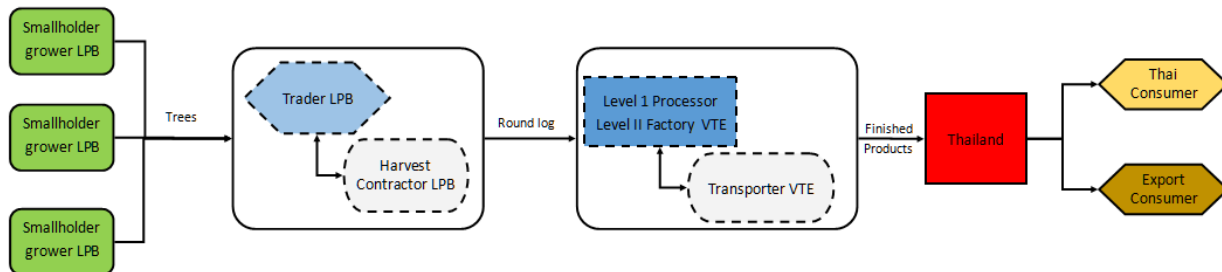 Smallholder
grower LPB
Smallholder
grower LPB
Smallholder
grower LPB
Trees
Trader LPB
Harvest
Contractor LPB
Round log
Level 1 Processor
Level II Factory VTE
Transporter VTE
Finished
Products
Thailand
Thai
Consumer
Export
Consumer